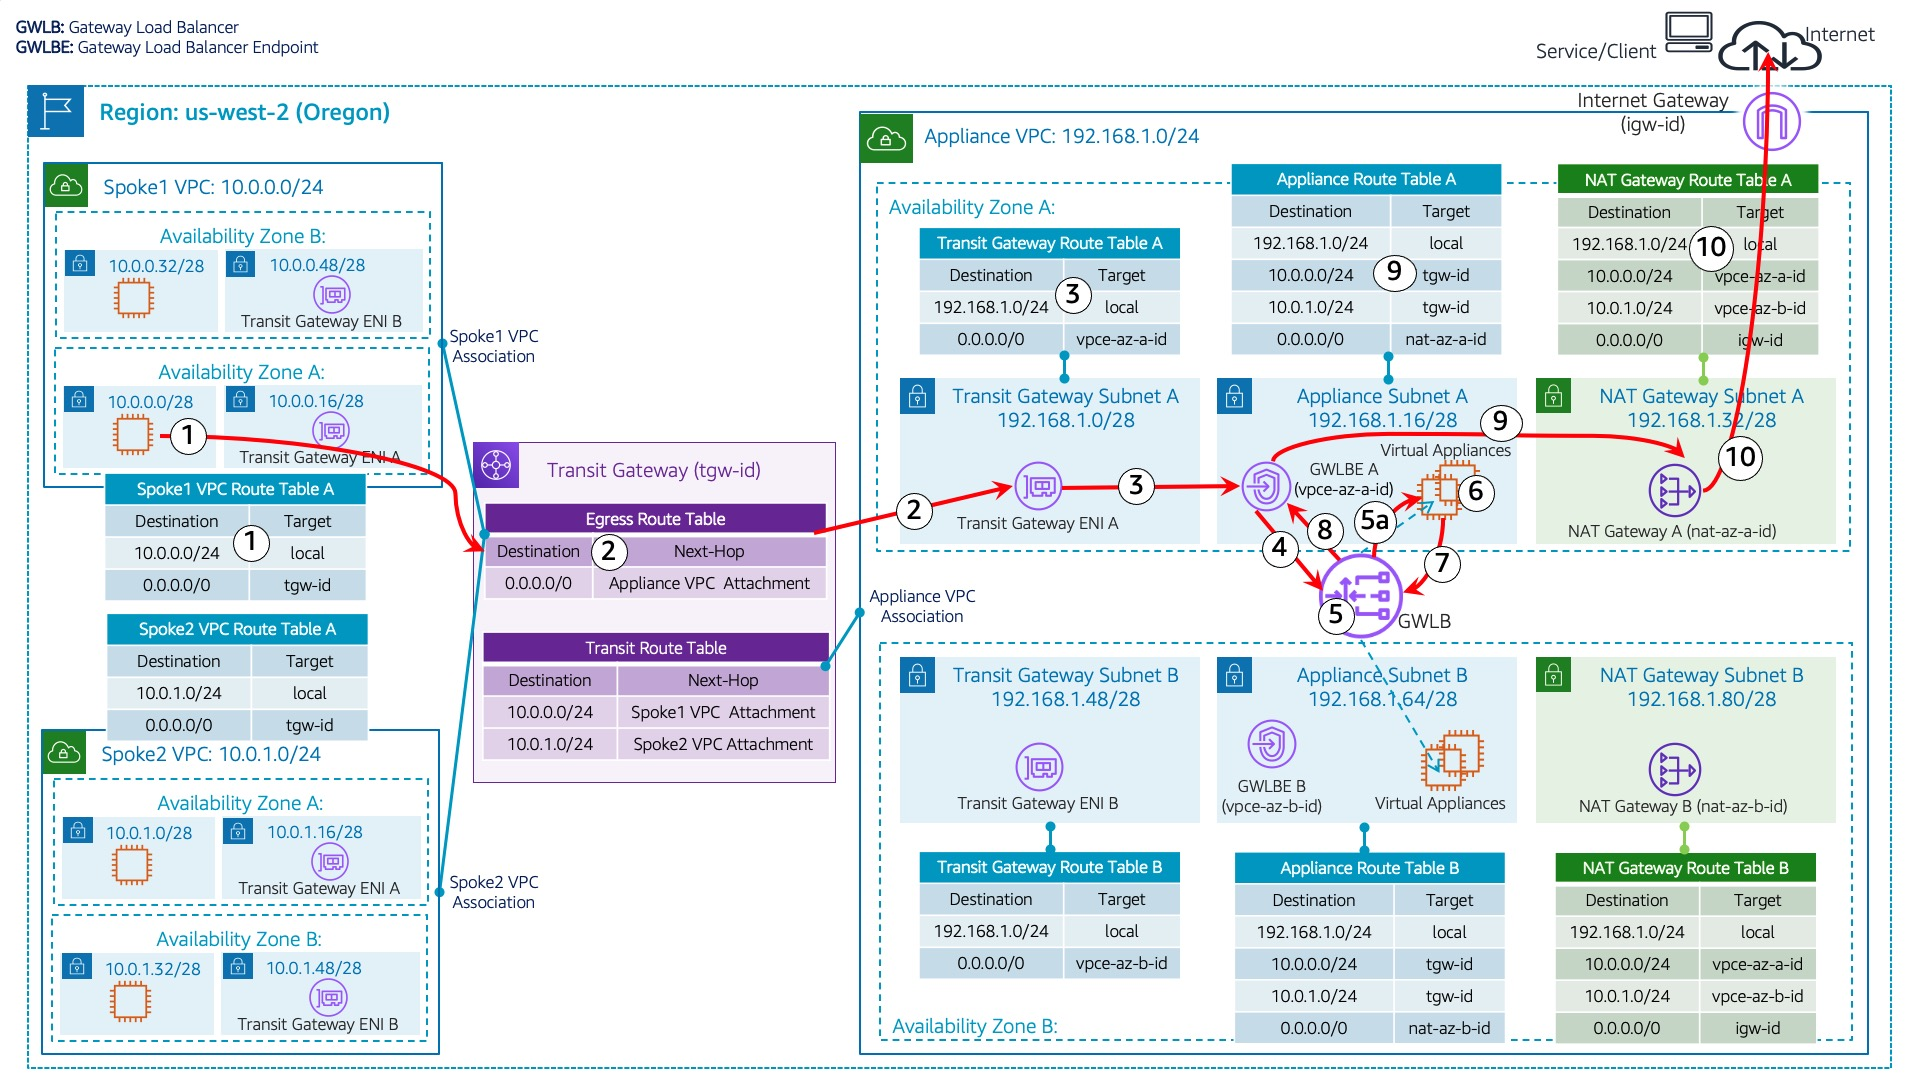 GWLB: Gateway Load Balancer
GWLBE: Gateway Load Balancer Endpoint
Service/Client
Internet
Region: us-west-2 (Oregon)
Internet Gateway
(igw-id)
Spoke1 VPC: 10.0.0.0/24
Availability Zone B:
10.0.0.32/28
10.0.0.48/28
Transit Gateway ENI B
Availability Zone A:
10.0.0.0/28
10.0.0.16/28
1
Transit Gateway ENI A
Spoke1 VPC
Association
Spoke1 VPC Route Table A
Destination Target
10.0.0.0/24 local
1
0.0.0.0/0 tgw-id
Spoke2 VPC Route Table A
Destination Target
10.0.1.0/24 local
0.0.0.0/0 tgw-id
Spoke2 VPC: 10.0.1.0/24
Availability Zone A:
10.0.1.0/28
10.0.1.16/28
Transit Gateway ENI A
Availability Zone B:
10.0.1.32/28
10.0.1.48/28
Transit Gateway ENI B
Spoke2 VPC
Association
Transit Gateway (tgw-id)
Egress Route Table
Destination Next-Hop
2
0.0.0.0/0 Appliance VPC Attachment
Transit Route Table
Destination Next-Hop
10.0.0.0/24 Spoke1 VPC Attachment
10.0.1.0/24 Spoke2 VPC Attachment
2
Appliance VPC
Association
Appliance VPC: 192.168.1.0/24
Availability Zone A:
Transit Gateway Route Table A
Destination Target
3
192.168.1.0/24 local
0.0.0.0/0 vpce-az-a-id
Appliance Route Table A
Destination Target
192.168.1.0/24 local
10.0.0.0/24 tgw-id
9
10.0.1.0/24 tgw-id
0.0.0.0/0 nat-az-a-id
NAT Gateway Route Table A
Destination Target
192.168.1.0/24 local
10
10.0.0.0/24 vpce-az-a-id
10.0.1.0/24 vpce-az-b-id
0.0.0.0/0 igw-id
Transit Gateway Subnet A
192.168.1.0/28
3
Transit Gateway ENI A
Appliance Subnet A
192.168.1.16/28
9
Virtual Appliances
GWLBE A
(vpce-az-a-id)
6
5a
8
4
7
5
GWLB
NAT Gateway Subnet A
192.168.1.32/28
10
NAT Gateway A (nat-az-a-id)
Transit Gateway Subnet B
192.168.1.48/28
Transit Gateway ENI B
Appliance Subnet B
192.168.1.64/28
GWLBE B
(vpce-az-b-id)
Virtual Appliances
NAT Gateway Subnet B
192.168.1.80/28
NAT Gateway B (nat-az-b-id)
Transit Gateway Route Table B
Destination Target
192.168.1.0/24 local
0.0.0.0/0 vpce-az-b-id
Appliance Route Table B
Destination Target
192.168.1.0/24 local
10.0.0.0/24 tgw-id
10.0.1.0/24 tgw-id
0.0.0.0/0 nat-az-b-id
NAT Gateway Route Table B
Destination Target
192.168.1.0/24 local
10.0.0.0/24 vpce-az-a-id
10.0.1.0/24 vpce-az-b-id
0.0.0.0/0 igw-id
Availability Zone B: